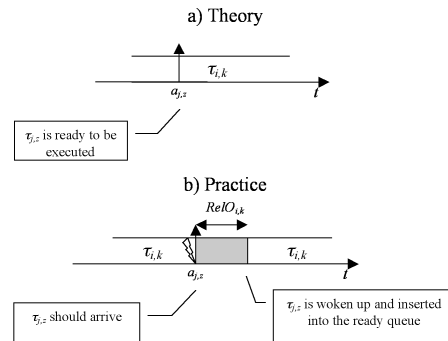 a) Theory
τi,k
aj,z
t
τj,z is ready to be
executed
b) Practice
RelOi,k
τi,k
τi,k
aj,z
t
τj,z should arrive
τj,z is woken up and inserted
into the ready queue